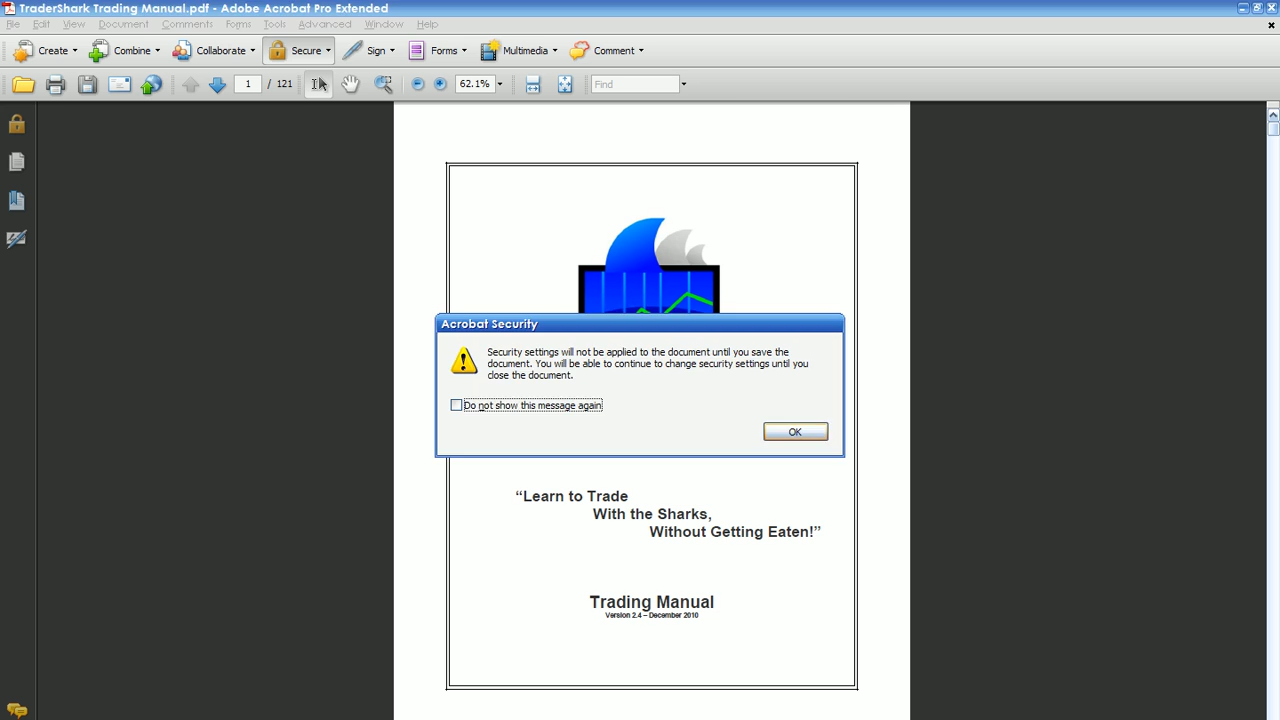 TraderShark Trading Manual.pdf - Adobe Acrobat Pro Extended
File Edit View Document Comments Forms Tools Advanced Window Help
Create Combine Collaborate Secure Sign Forms Multimedia Comment
1 / 121 62.1% Find
Acrobat Security
Security settings will not be applied to the document until you save the
document. You will be able to continue to change security settings until you
close the document.
Do not show this message again
OK
“Learn to Trade
With the Sharks,
Without Getting Eaten!”
Trading Manual
Version 2.4 – December 2010